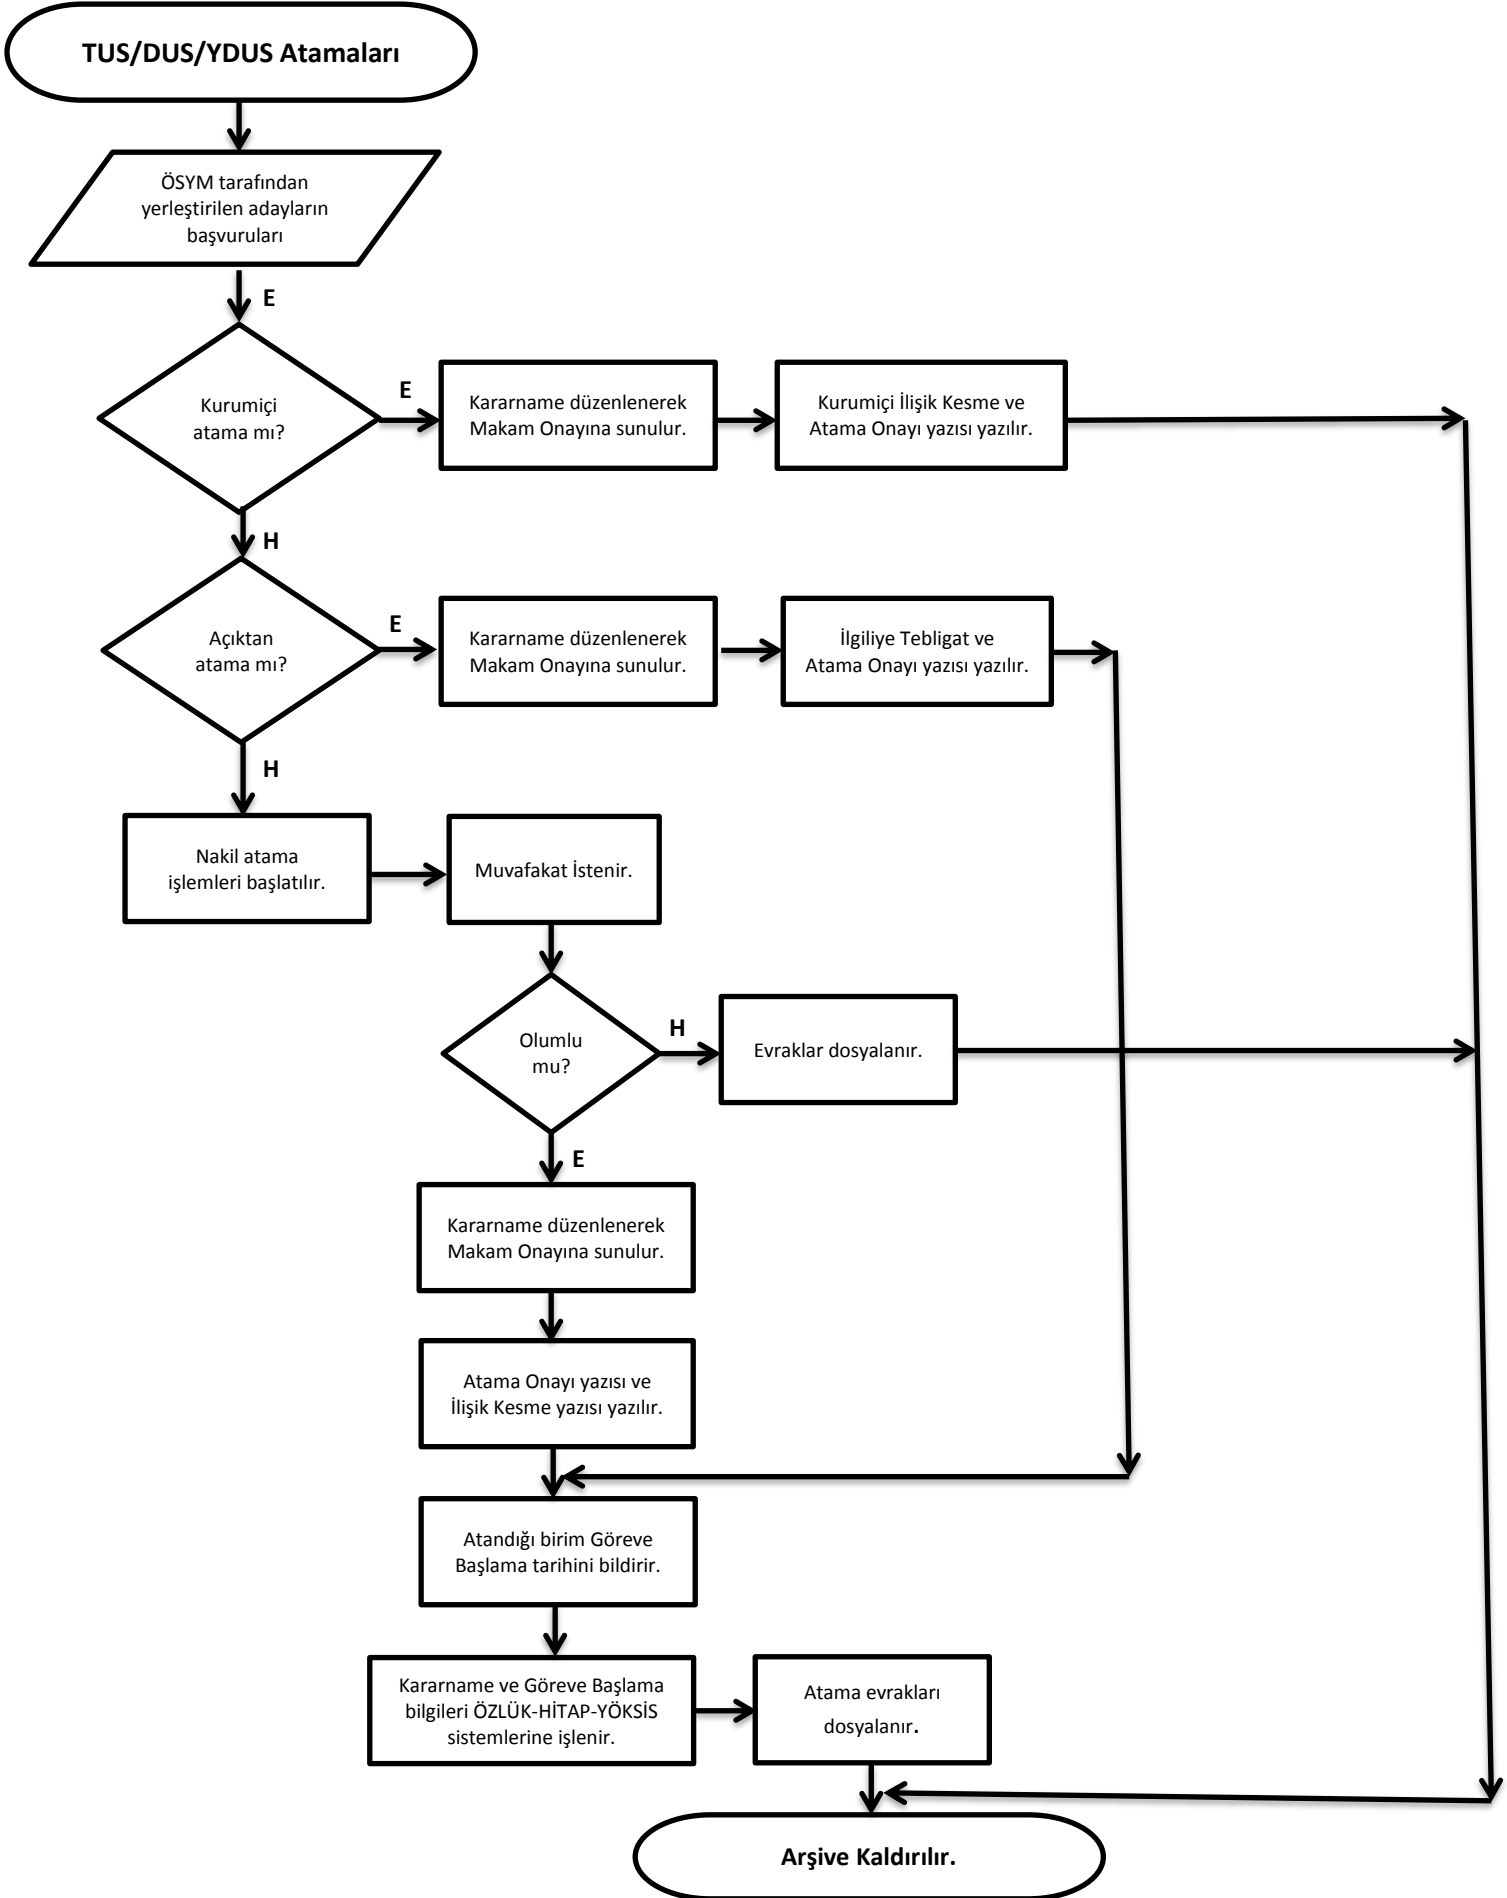 TUS/DUS/YDUS Atamaları
ÖSYM tarafından
yerleştirilen adayların
başvuruları
E
Kurumiçi
atama mı?
E
Kararname düzenlenerek
Makam Onayına sunulur.
Kurumiçi İlişik Kesme ve
Atama Onayı yazısı yazılır.
H
Açıktan
atama mı?
E
Kararname düzenlenerek
Makam Onayına sunulur.
İlgiliye Tebligat ve
Atama Onayı yazısı yazılır.
H
Nakil atama
işlemleri başlatılır.
Muvafakat İstenir.
Olumlu
mu?
H
Evraklar dosyalanır.
E
Kararname düzenlenerek
Makam Onayına sunulur.
Atama Onayı yazısı ve
İlişik Kesme yazısı yazılır.
Atandığı birim Göreve
Başlama tarihini bildirir.
Kararname ve Göreve Başlama
bilgileri ÖZLÜK-HİTAP-YÖKSİS
sistemlerine işlenir.
Atama evrakları
dosyalanır.
Arşive Kaldırılır.